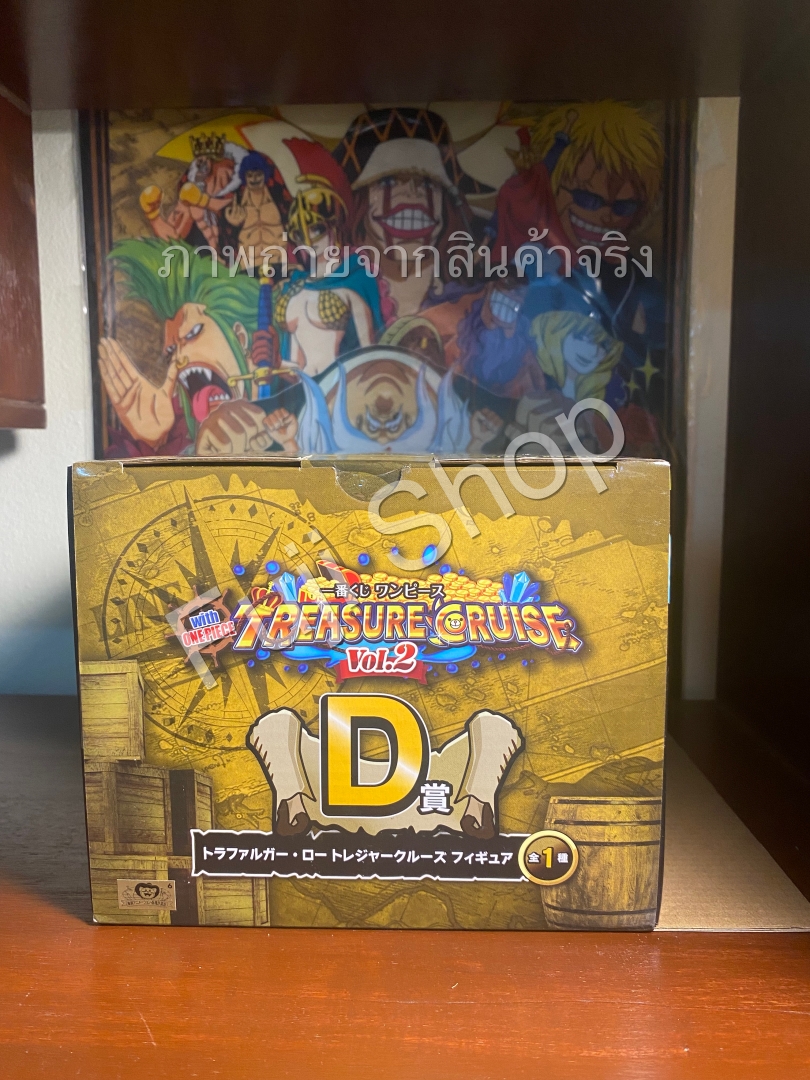 ภาพถ่ายจากสินค้าจริง
Fuji Shop
一番くじ ワンピース
with
ONE PIECE
TREASURE CRUISE
Vol.2
D賞
トラファルガー・ロー トレジャークルーズ フィギュア
全1種